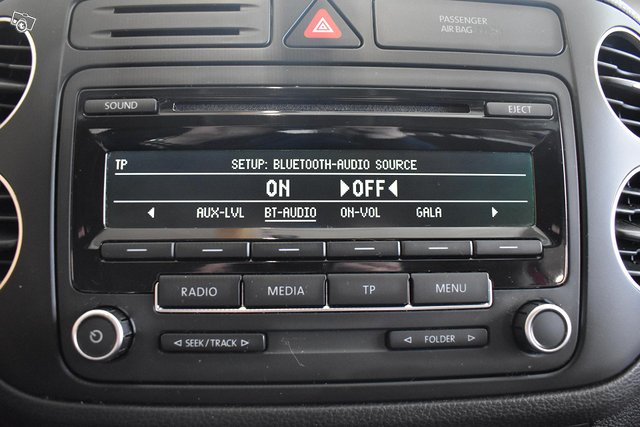 PASSENGER
AIR BAG
SOUND
EJECT
TP SETUP: BLUETOOTH-AUDIO SOURCE
ON ▶OFF◀
◀ AUX-LVL BT-AUDIO ON-VOL GALA ▶
RADIO MEDIA TP MENU
◁ SEEK/TRACK ▷
◁ FOLDER ▷